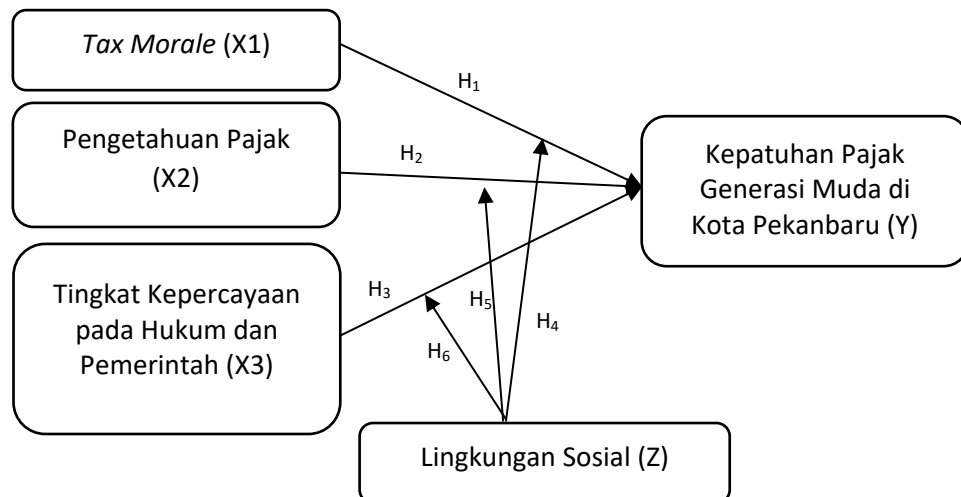 Tax Morale (X1)
H1
Pengetahuan Pajak
(X2)
H2
Kepatuhan Pajak
Generasi Muda di
Kota Pekanbaru (Y)
Tingkat Kepercayaan
pada Hukum dan
Pemerintah (X3)
H3
H5
H4
H6
Lingkungan Sosial (Z)